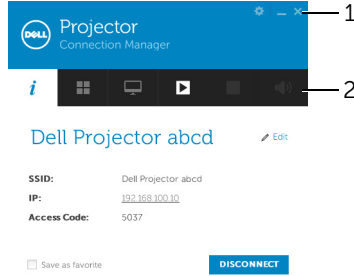 DELL
Projector
Connection Manager
1
i
2
Dell Projector abcd
Edit
SSID: Dell Projector abcd
IP: 192.168.100.10
Access Code: 5037
Save as favorite
DISCONNECT